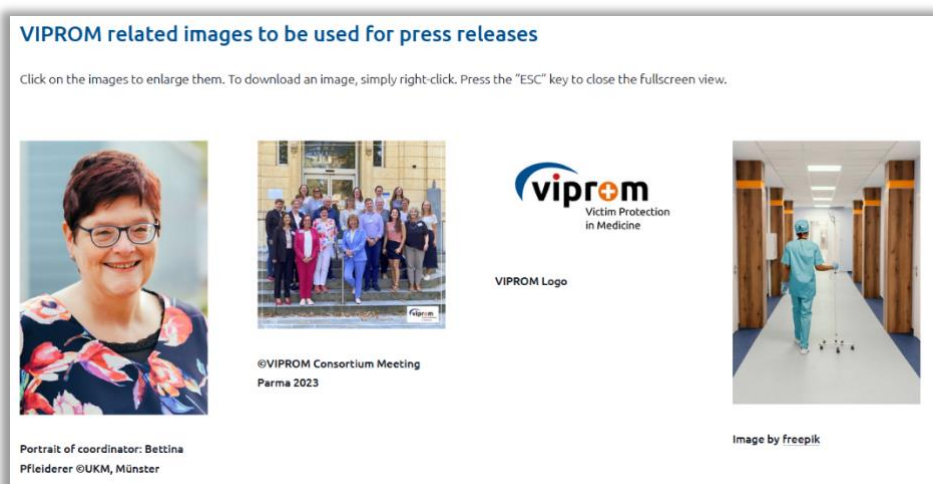 VIPROM related images to be used for press releases
Click on the images to enlarge them. To download an image, simply right-click. Press the "ESC" key to close the fullscreen view.
viprom
Victim Protection
in Medicine
VIPROM Logo
viprom
©VIPROM Consortium Meeting
Parma 2023
Image by freepik
Portrait of coordinator: Bettina
Pfleiderer ©UKM, Münster